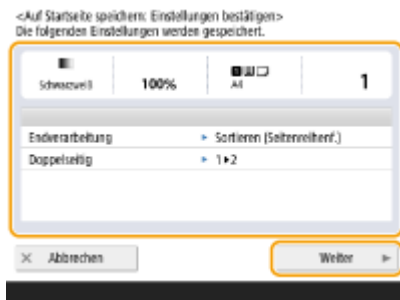 <Auf Startseite speichern: Einstellungen bestätigen>
Die folgenden Einstellungen werden gespeichert.
Schwarzweiß 100% A4 1
Endverarbeitung ▸ Sortieren (Seitenreihenf.)
Doppelseitig ▸ 1▸2
× Abbrechen Weiter ▸